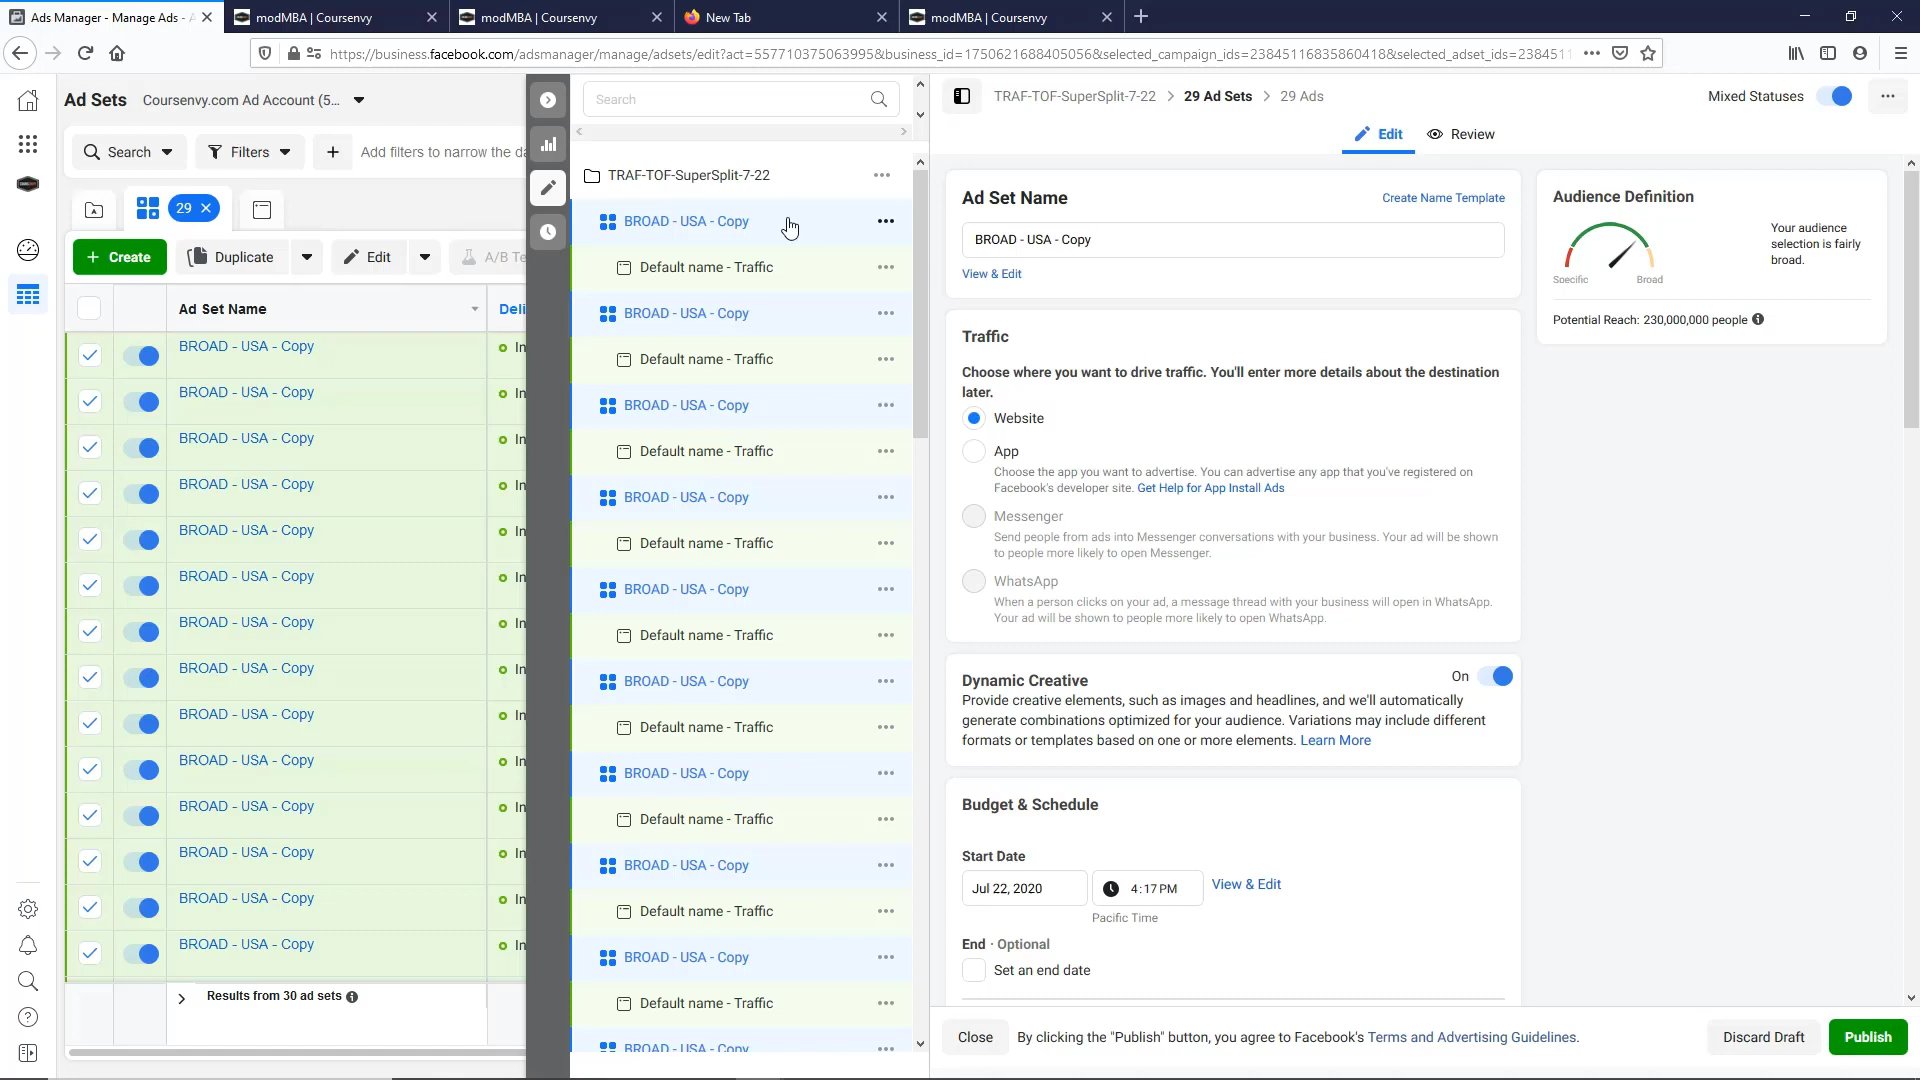 Ads Manager - Manage Ads - A
modMBA | Coursenvy
modMBA | Coursenvy
New Tab
modMBA | Coursenvy
https://business.facebook.com/adsmanager/manage/adsets/edit?act=557710375063995&business_id=1750621688405056&selected_campaign_ids=23845116835860418&selected_adset_ids=2384511
Ad Sets
Coursenvy.com Ad Account (5...
Search
Filters
Add filters to narrow the da
29
Create
Duplicate
Edit
A/B Te
Ad Set Name
Deli
BROAD - USA - Copy
In
BROAD - USA - Copy
In
BROAD - USA - Copy
In
BROAD - USA - Copy
In
BROAD - USA - Copy
In
BROAD - USA - Copy
In
BROAD - USA - Copy
In
BROAD - USA - Copy
In
BROAD - USA - Copy
In
BROAD - USA - Copy
In
BROAD - USA - Copy
In
BROAD - USA - Copy
In
BROAD - USA - Copy
In
BROAD - USA - Copy
In
Results from 30 ad sets
Search
TRAF-TOF-SuperSplit-7-22
BROAD - USA - Copy
Default name - Traffic
BROAD - USA - Copy
Default name - Traffic
BROAD - USA - Copy
Default name - Traffic
BROAD - USA - Copy
Default name - Traffic
BROAD - USA - Copy
Default name - Traffic
BROAD - USA - Copy
Default name - Traffic
BROAD - USA - Copy
Default name - Traffic
BROAD - USA - Copy
Default name - Traffic
BROAD - USA - Copy
Default name - Traffic
BROAD - USA - Copy
TRAF-TOF-SuperSplit-7-22 > 29 Ad Sets > 29 Ads
Mixed Statuses
Edit
Review
Ad Set Name
Create Name Template
BROAD - USA - Copy
View & Edit
Traffic
Choose where you want to drive traffic. You'll enter more details about the destination
later.
Website
App
Choose the app you want to advertise. You can advertise any app that you've registered on
Facebook's developer site. Get Help for App Install Ads
Messenger
Send people from ads into Messenger conversations with your business. Your ad will be shown
to people more likely to open Messenger.
WhatsApp
When a person clicks on your ad, a message thread with your business will open in WhatsApp.
Your ad will be shown to people more likely to open WhatsApp.
Dynamic Creative
On
Provide creative elements, such as images and headlines, and we'll automatically
generate combinations optimized for your audience. Variations may include different
formats or templates based on one or more elements. Learn More
Budget & Schedule
Start Date
Jul 22, 2020
4:17 PM
View & Edit
Pacific Time
End · Optional
Set an end date
Audience Definition
Your audience
selection is fairly
broad.
Specific
Broad
Potential Reach: 230,000,000 people
Close
By clicking the "Publish" button, you agree to Facebook's Terms and Advertising Guidelines.
Discard Draft
Publish